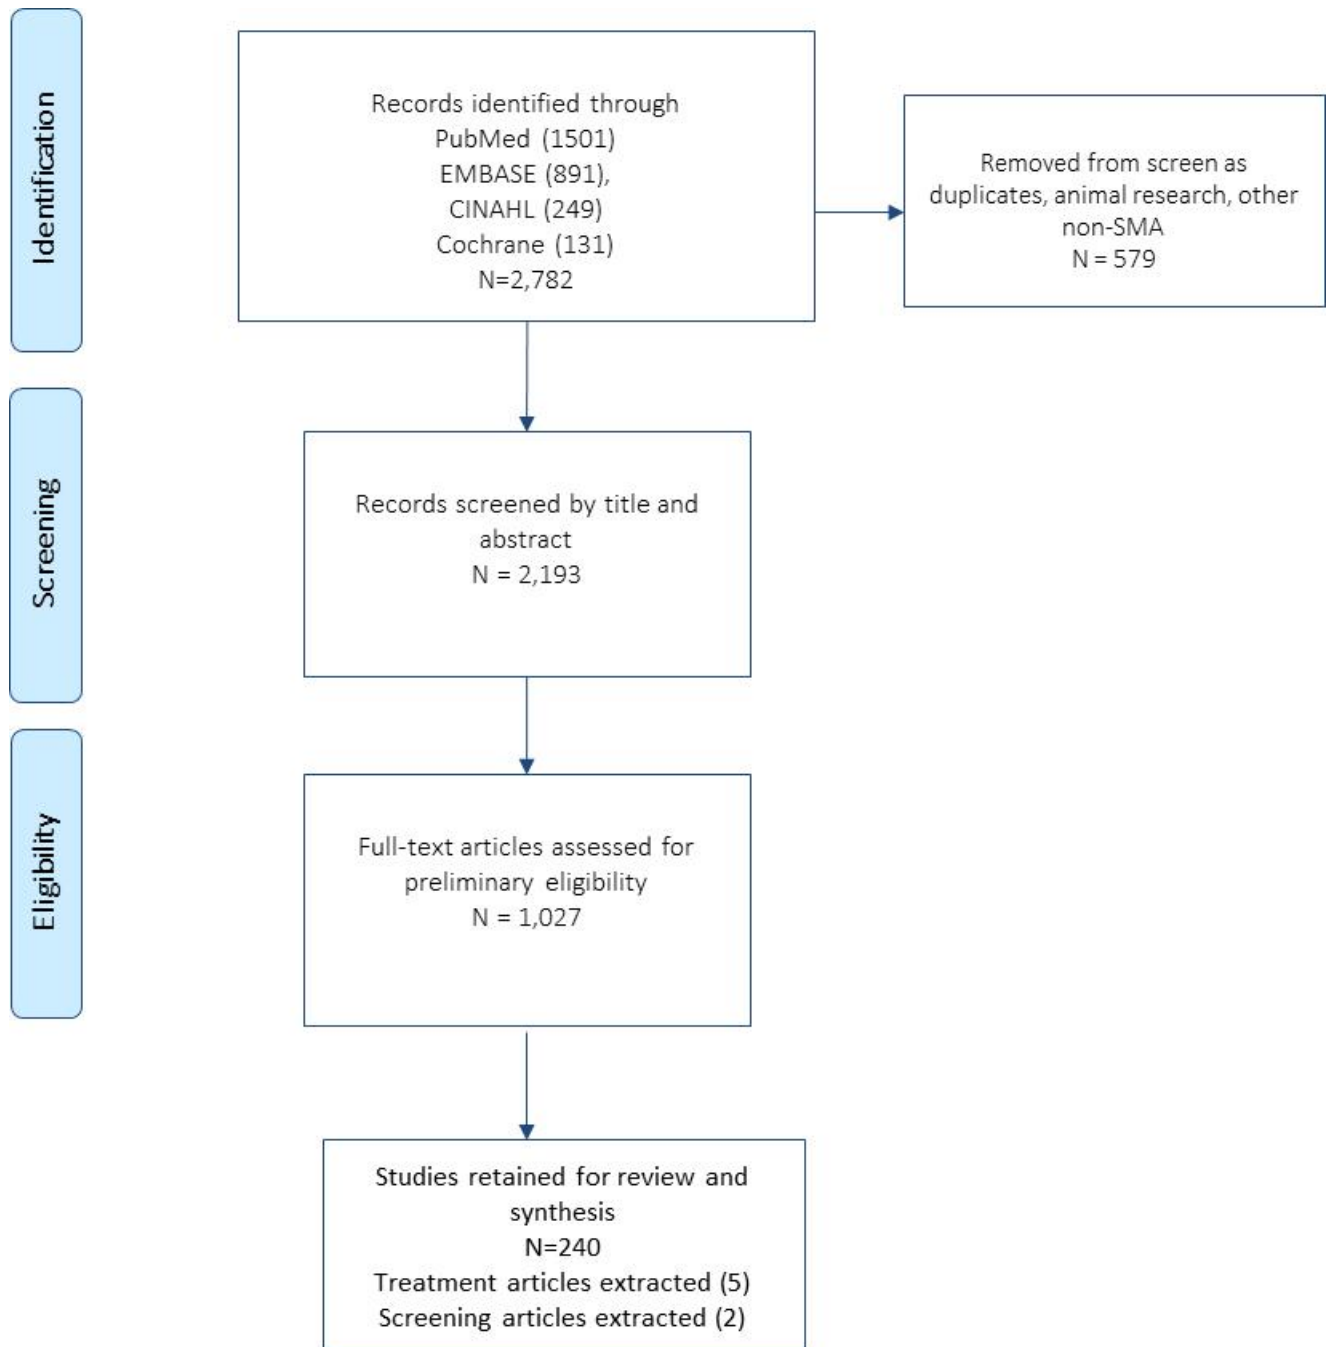 Identification
Records identified through
PubMed (1501)
EMBASE (891),
CINAHL (249)
Cochrane (131)
N=2,782
Removed from screen as
duplicates, animal research, other
non-SMA
N = 579
Screening
Records screened by title and
abstract
N = 2,193
Eligibility
Full-text articles assessed for
preliminary eligibility
N = 1,027
Studies retained for review and
synthesis
N=240
Treatment articles extracted (5)
Screening articles extracted (2)